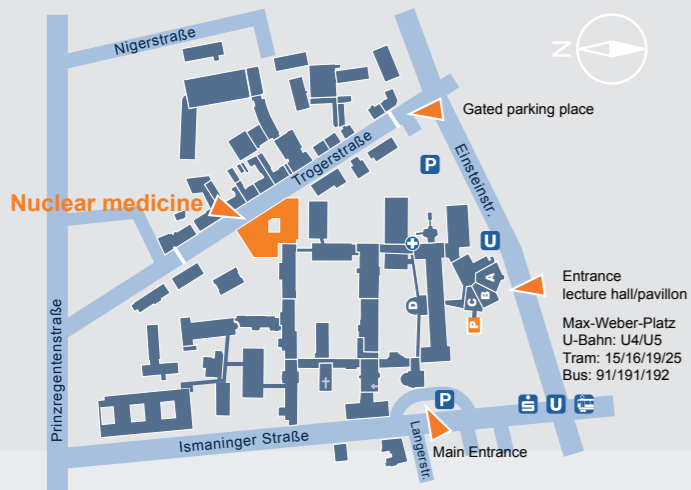 Nigerstraße
N
Gated parking place
Trogerstraße
P
Einsteinstr.
Nuclear medicine
U
A
B
C
D
P
Entrance
lecture hall/pavillon
Max-Weber-Platz
U-Bahn: U4/U5
Tram: 15/16/19/25
Bus: 91/191/192
Prinzregentenstraße
P
S
U
Ismaninger Straße
Langerstr.
Main Entrance